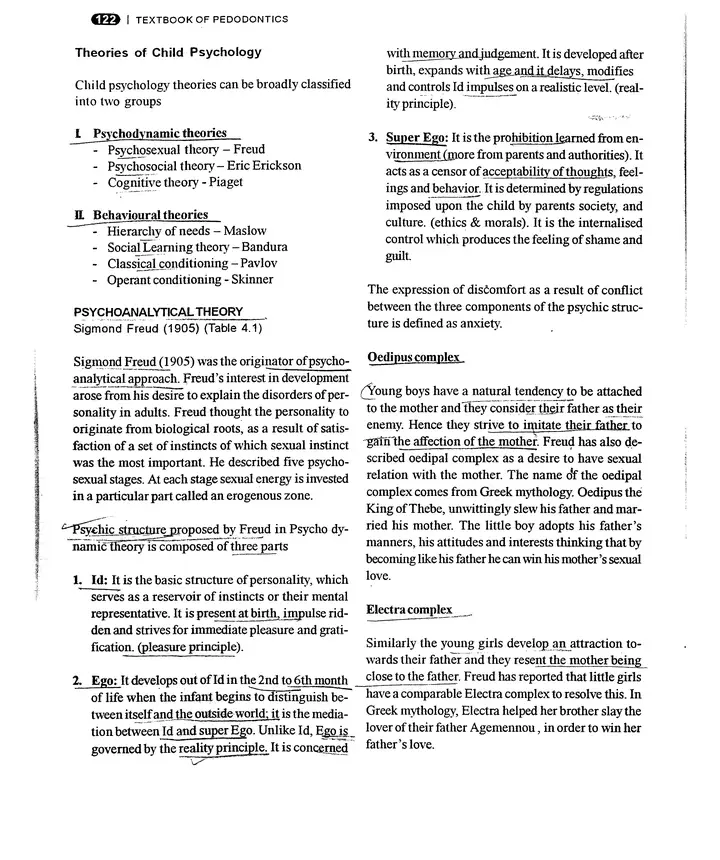 122 | TEXTBOOK OF PEDODONTICS
Theories of Child Psychology
Child psychology theories can be broadly classified
into two groups
I. Psychodynamic theories
- Psychosexual theory – Freud
- Psychosocial theory – Eric Erickson
- Cognitive theory - Piaget
II. Behavioural theories
- Hierarchy of needs – Maslow
- Social Learning theory – Bandura
- Classical conditioning – Pavlov
- Operant conditioning - Skinner
PSYCHOANALYTICAL THEORY
Sigmond Freud (1905) (Table 4.1)
Sigmond Freud (1905) was the originator of psycho-
analytical approach. Freud's interest in development
arose from his desire to explain the disorders of per-
sonality in adults. Freud thought the personality to
originate from biological roots, as a result of satis-
faction of a set of instincts of which sexual instinct
was the most important. He described five psycho-
sexual stages. At each stage sexual energy is invested
in a particular part called an erogenous zone.
Psychic structure proposed by Freud in Psycho dy-
namic theory is composed of three parts
1. Id: It is the basic structure of personality, which
serves as a reservoir of instincts or their mental
representative. It is present at birth, impulse rid-
den and strives for immediate pleasure and grati-
fication. (pleasure principle).
2. Ego: It develops out of Id in the 2nd to 6th month
of life when the infant begins to distinguish be-
tween itself and the outside world; it is the media-
tion between Id and super Ego. Unlike Id, Ego is
governed by the reality principle. It is concerned
with memory and judgement. It is developed after
birth, expands with age and it delays, modifies
and controls Id impulses on a realistic level. (real-
ity principle).
3. Super Ego: It is the prohibition learned from en-
vironment (more from parents and authorities). It
acts as a censor of acceptability of thoughts, feel-
ings and behavior. It is determined by regulations
imposed upon the child by parents society, and
culture. (ethics & morals). It is the internalised
control which produces the feeling of shame and
guilt.
The expression of discomfort as a result of conflict
between the three components of the psychic struc-
ture is defined as anxiety.
Oedipus complex
Young boys have a natural tendency to be attached
to the mother and they consider their father as their
enemy. Hence they strive to imitate their father to
gain the affection of the mother. Freud has also de-
scribed oedipal complex as a desire to have sexual
relation with the mother. The name of the oedipal
complex comes from Greek mythology. Oedipus the
King of Thebe, unwittingly slew his father and mar-
ried his mother. The little boy adopts his father's
manners, his attitudes and interests thinking that by
becoming like his father he can win his mother's sexual
love.
Electra complex
Similarly the young girls develop an attraction to-
wards their father and they resent the mother being
close to the father. Freud has reported that little girls
have a comparable Electra complex to resolve this. In
Greek mythology, Electra helped her brother slay the
lover of their father Agemennou , in order to win her
father's love.